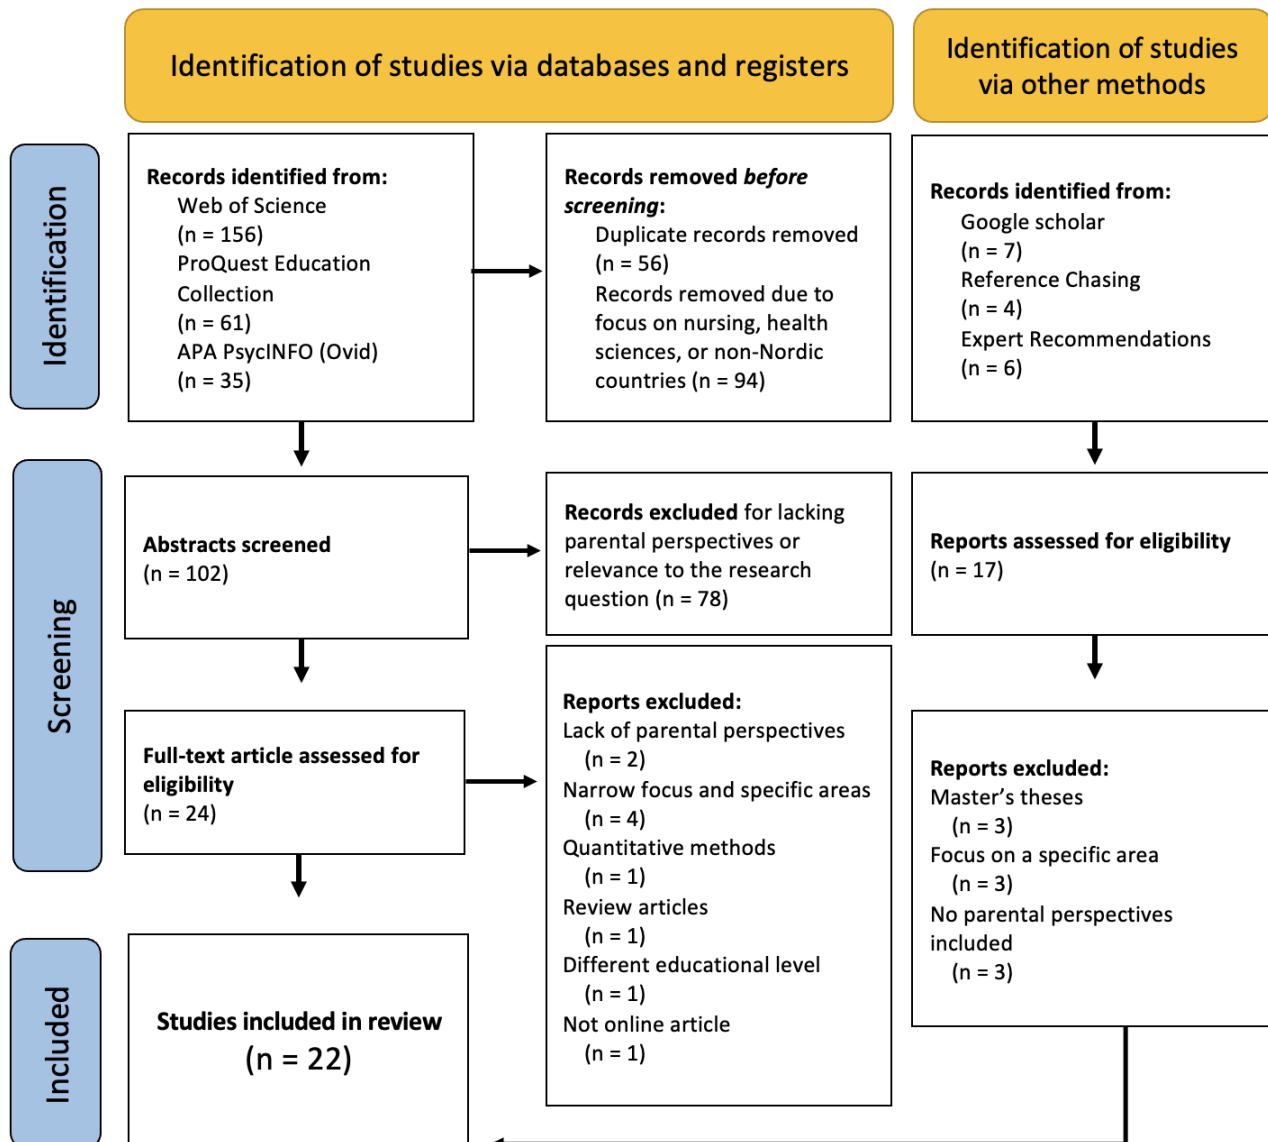 Identification of studies via databases and registers
Identification of studies
via other methods
Identification
Records identified from:
Web of Science
(n = 156)
ProQuest Education
Collection
(n = 61)
APA PsycINFO (Ovid)
(n = 35)
Records removed before
screening:
Duplicate records removed
(n = 56)
Records removed due to
focus on nursing, health
sciences, or non-Nordic
countries (n = 94)
Records identified from:
Google scholar
(n = 7)
Reference Chasing
(n = 4)
Expert Recommendations
(n = 6)
Screening
Abstracts screened
(n = 102)
Records excluded for lacking
parental perspectives or
relevance to the research
question (n = 78)
Reports assessed for eligibility
(n = 17)
Full-text article assessed for
eligibility
(n = 24)
Reports excluded:
Lack of parental perspectives
(n = 2)
Narrow focus and specific areas
(n = 4)
Quantitative methods
(n = 1)
Review articles
(n = 1)
Different educational level
(n = 1)
Not online article
(n = 1)
Reports excluded:
Master’s theses
(n = 3)
Focus on a specific area
(n = 3)
No parental perspectives
included
(n = 3)
Included
Studies included in review
(n = 22)